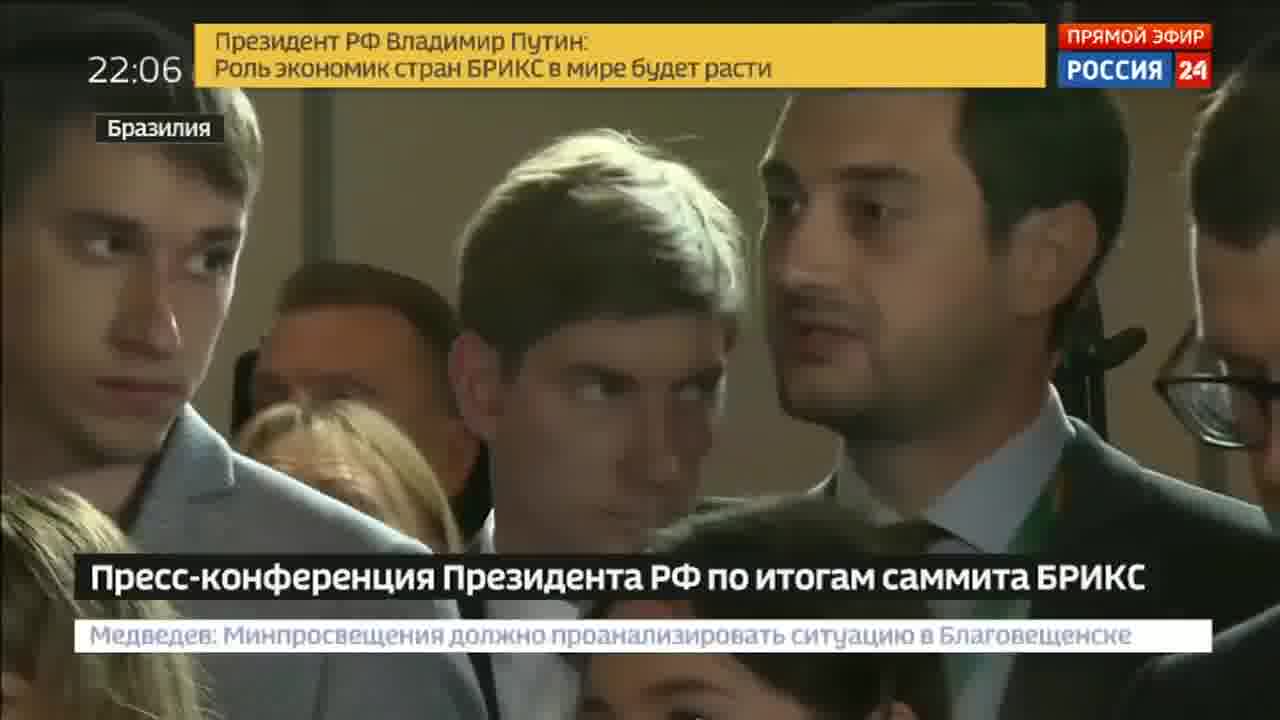 22:06
Президент РФ Владимир Путин:
Роль экономик стран БРИКС в мире будет расти
ПРЯМОЙ ЭФИР
РОССИЯ 24
Бразилия
Пресс-конференция Президента РФ по итогам саммита БРИКС
Медведев: Минпросвещения должно проанализировать ситуацию в Благовещенске